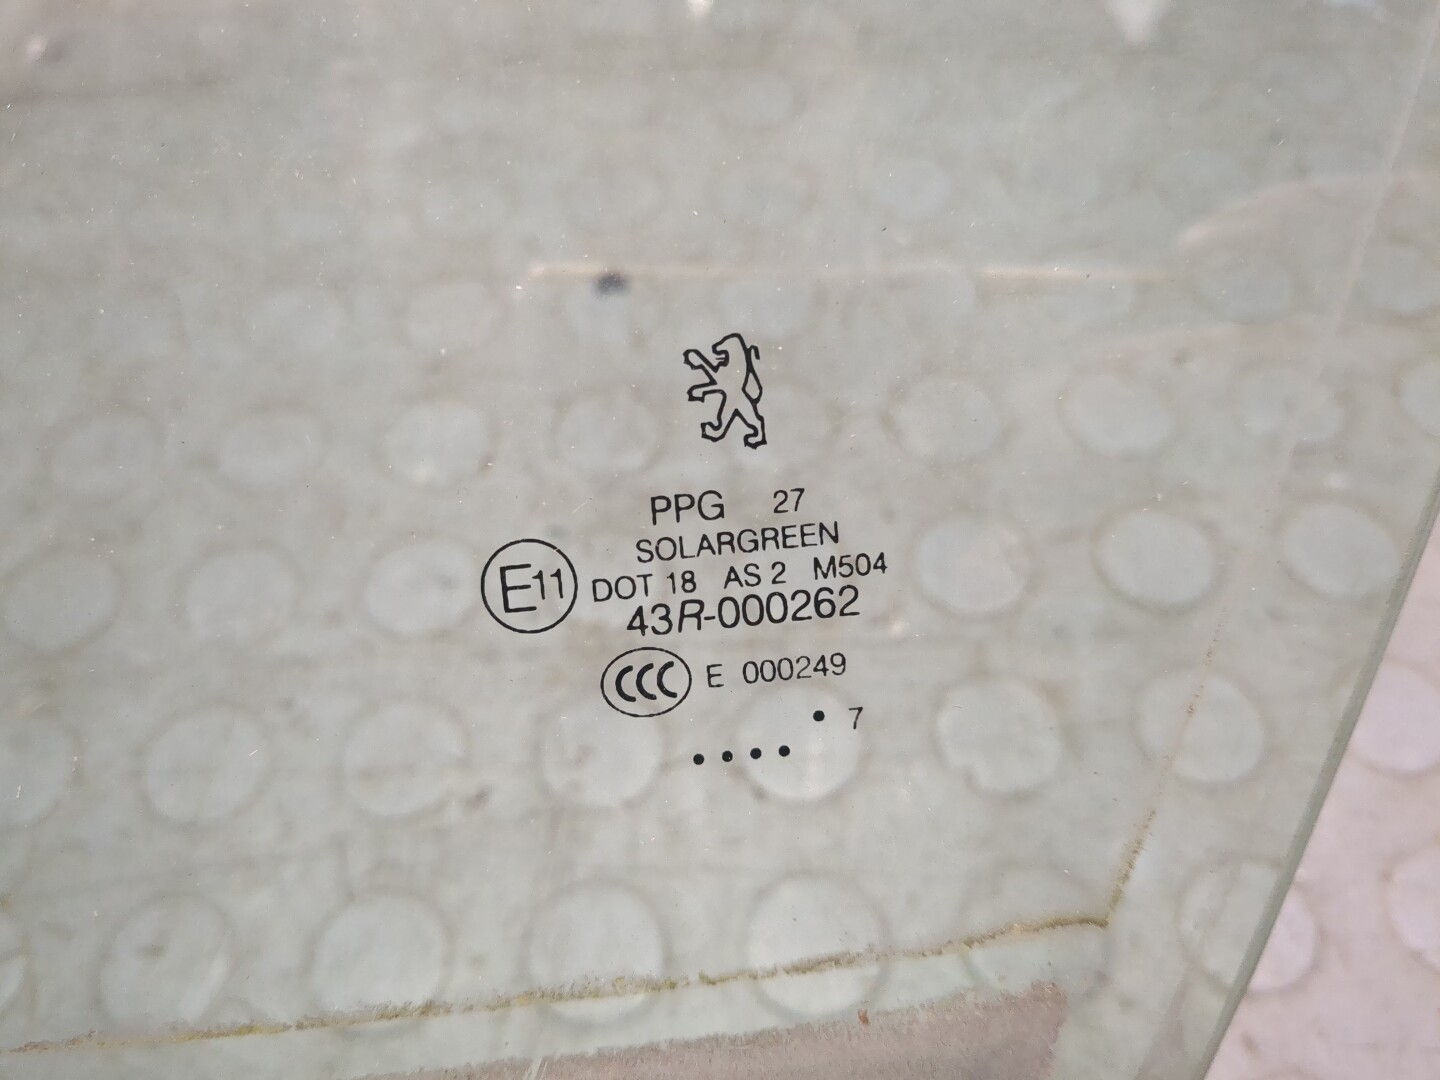 PPG 27
SOLARGREEN
E11 DOT 18 AS 2 M504
43R-000262
CCC E 000249
• 7
• • • •